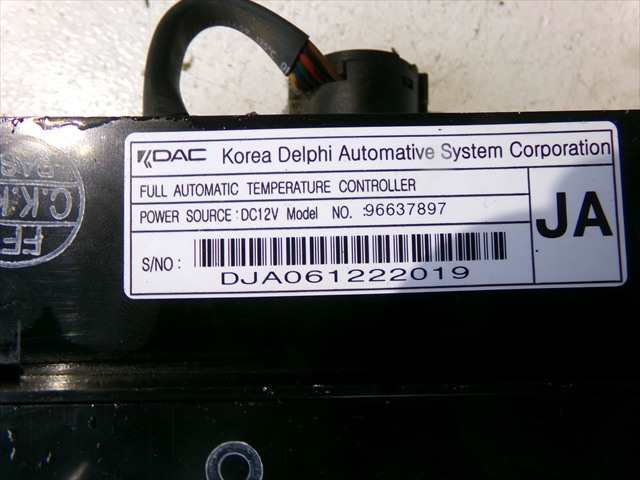 KDAC Korea Delphi Automative System Corporation
FULL AUTOMATIC TEMPERATURE CONTROLLER
POWER SOURCE : DC12V Model NO. :96637897
JA
S/NO :
DJA061222019
FF
C.K.